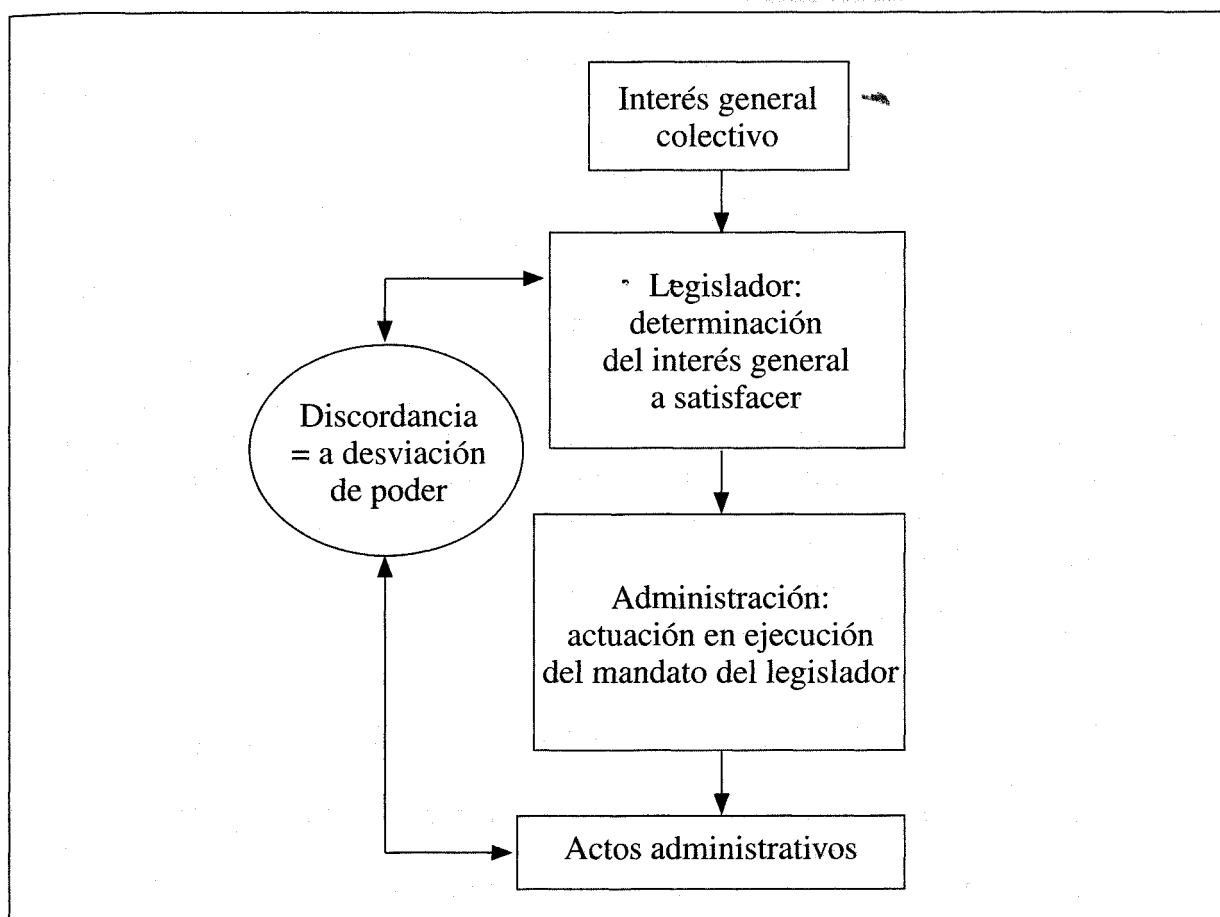 Interés general
colectivo
Legislador:
determinación
del interés general
a satisfacer
Discordancia
= a desviación
de poder
Administración:
actuación en ejecución
del mandato del legislador
Actos administrativos